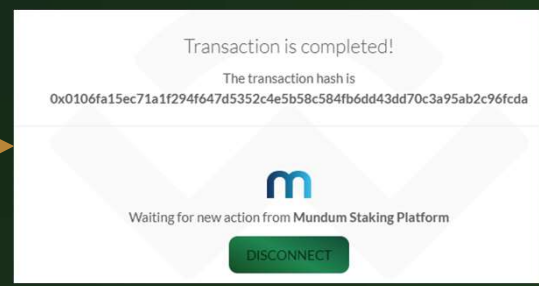 Transaction is completed!
The transaction hash is
0x0106fa15ec71a1f294f647d5352c4e5b58c584fb6dd43dd70c3a95ab2c96fcda
m
Waiting for new action from Mundum Staking Platform
DISCONNECT